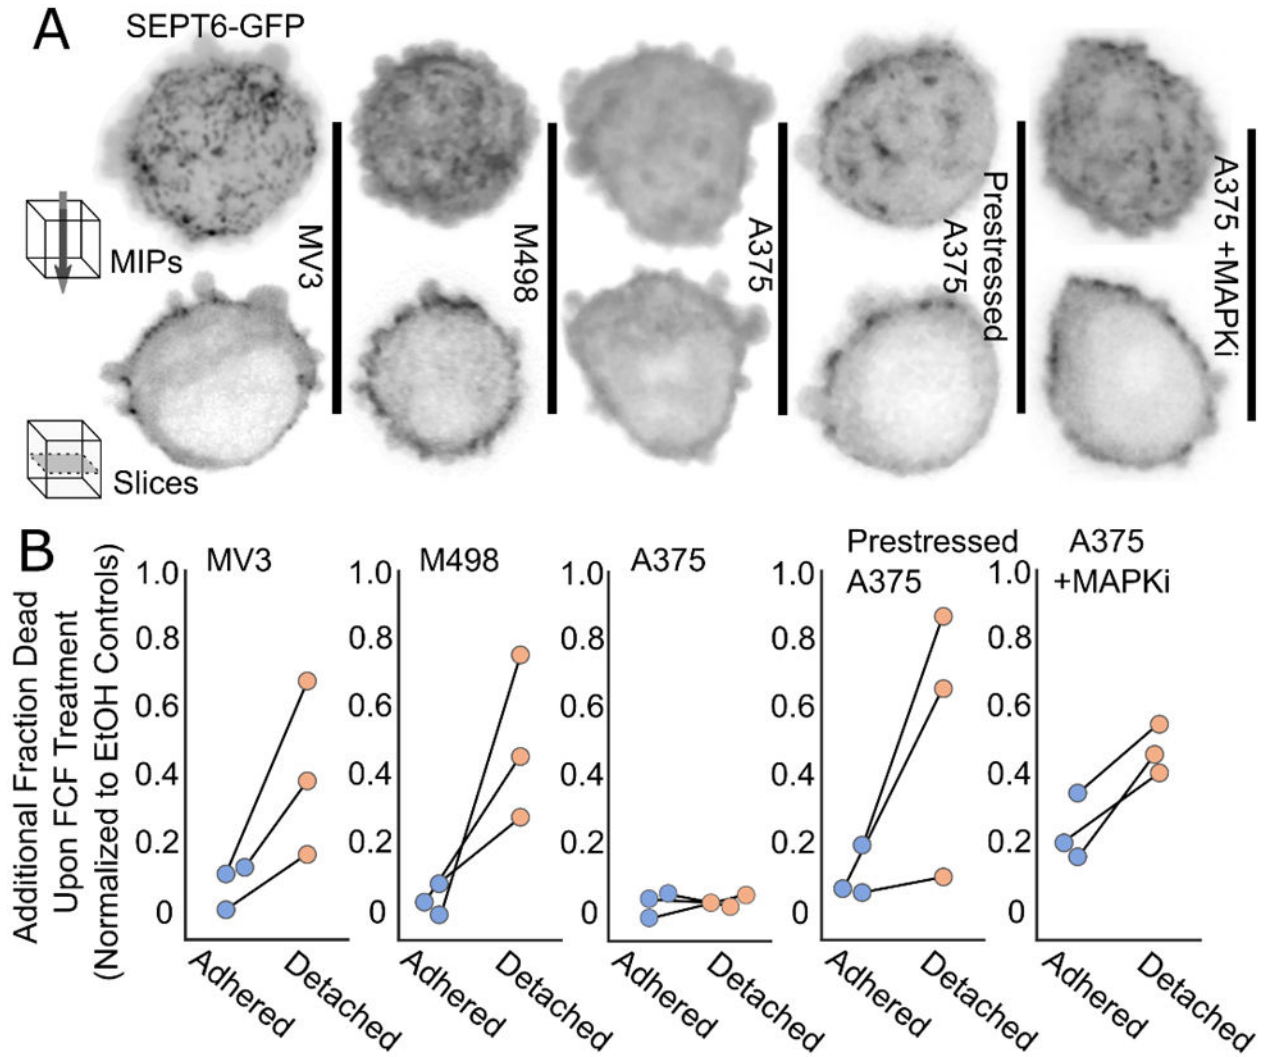 A
SEPT6-GFP
MIPs
MV3
M498
A375
Prestressed
A375
A375 +MAPKi
Slices
B
Additional Fraction Dead
Upon FCF Treatment
(Normalized to EtOH Controls)
MV3
1.0
0.8
0.6
0.4
0.2
0
Adhered
Detached
M498
1.0
0.8
0.6
0.4
0.2
0
Adhered
Detached
A375
1.0
0.8
0.6
0.4
0.2
0
Adhered
Detached
Prestressed
A375
1.0
0.8
0.6
0.4
0.2
0
Adhered
Detached
A375
+MAPKi
1.0
0.8
0.6
0.4
0.2
0
Adhered
Detached